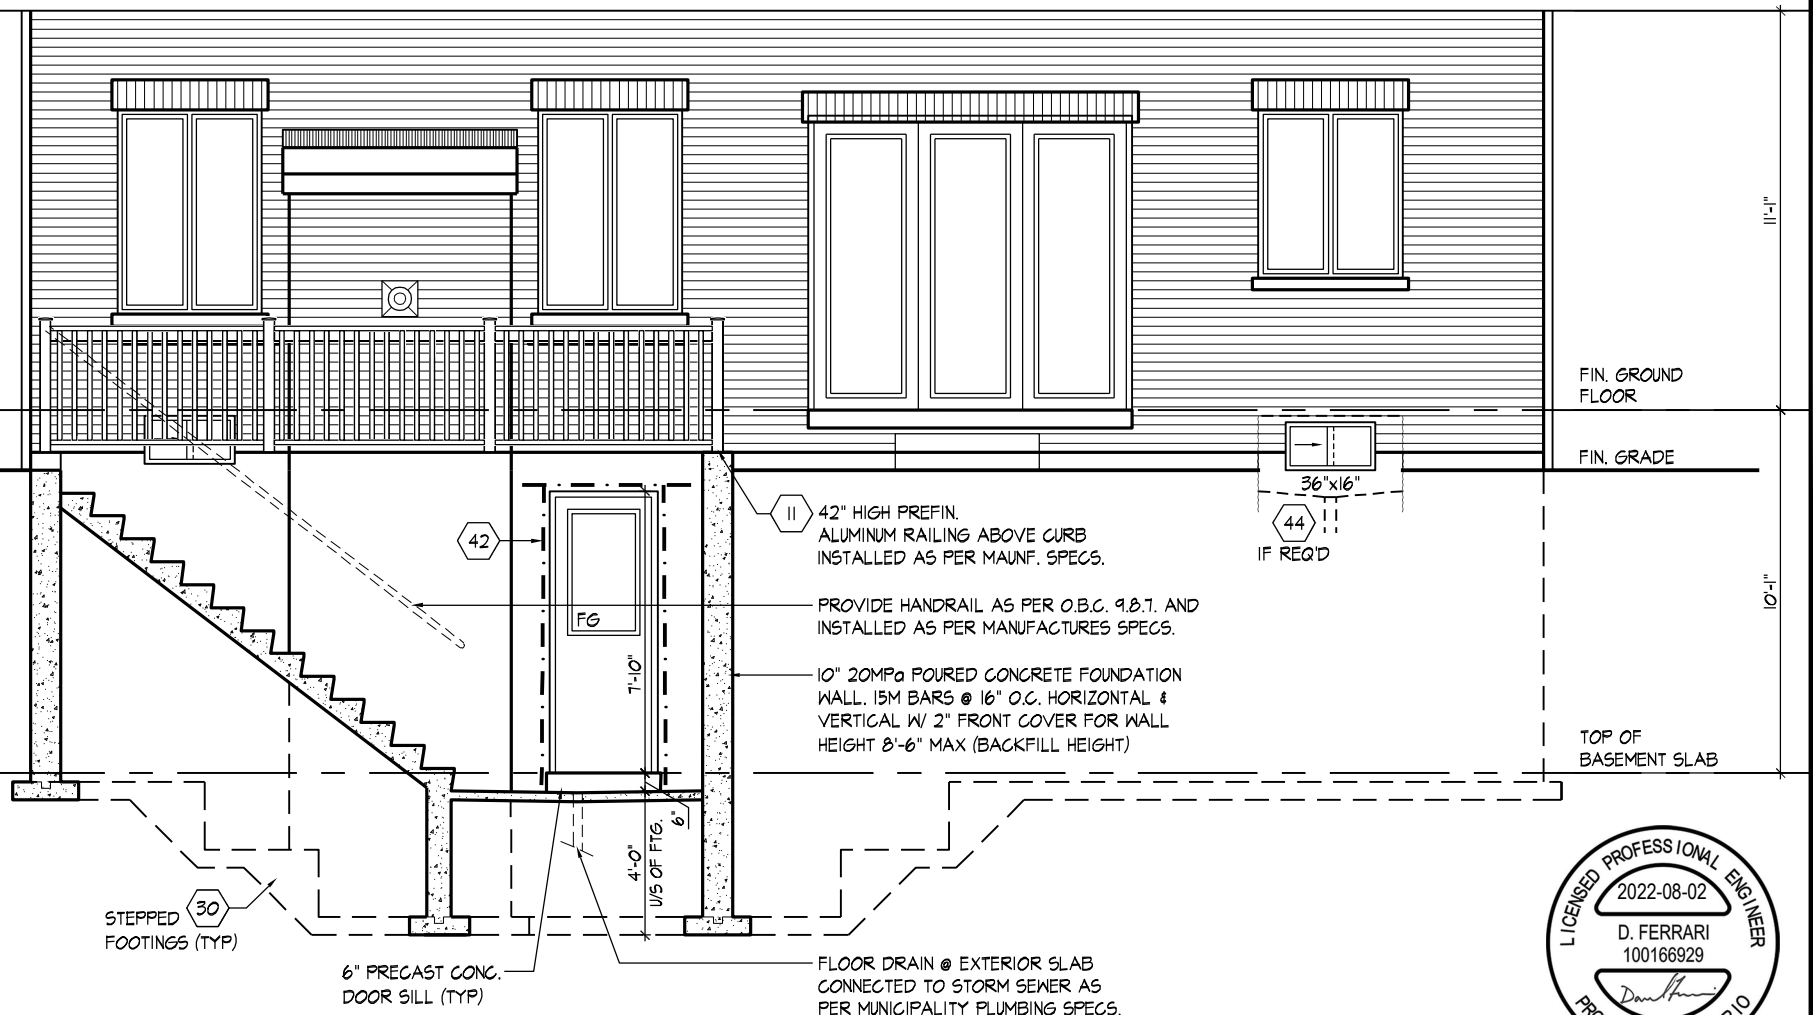 11'-1"
FIN. GROUND
FLOOR
FIN. GRADE
36"x16"
44
IF REQ'D
11
42" HIGH PREFIN.
ALUMINUM RAILING ABOVE CURB
INSTALLED AS PER MAUNF. SPECS.
42
10'-1"
PROVIDE HANDRAIL AS PER O.B.C. 9.8.7. AND
INSTALLED AS PER MANUFACTURES SPECS.
FG
7'-10"
10" 20MPa POURED CONCRETE FOUNDATION
WALL. 15M BARS @ 16" O.C. HORIZONTAL &
VERTICAL W/ 2" FRONT COVER FOR WALL
HEIGHT 8'-6" MAX (BACKFILL HEIGHT)
TOP OF
BASEMENT SLAB
6"
4'-0"
U/S OF FTG.
30
STEPPED
FOOTINGS (TYP)
6" PRECAST CONC.
DOOR SILL (TYP)
FLOOR DRAIN @ EXTERIOR SLAB
CONNECTED TO STORM SEWER AS
PER MUNICIPALITY PLUMBING SPECS.
LICENSED PROFESSIONAL ENGINEER
2022-08-02
D. FERRARI
100166929